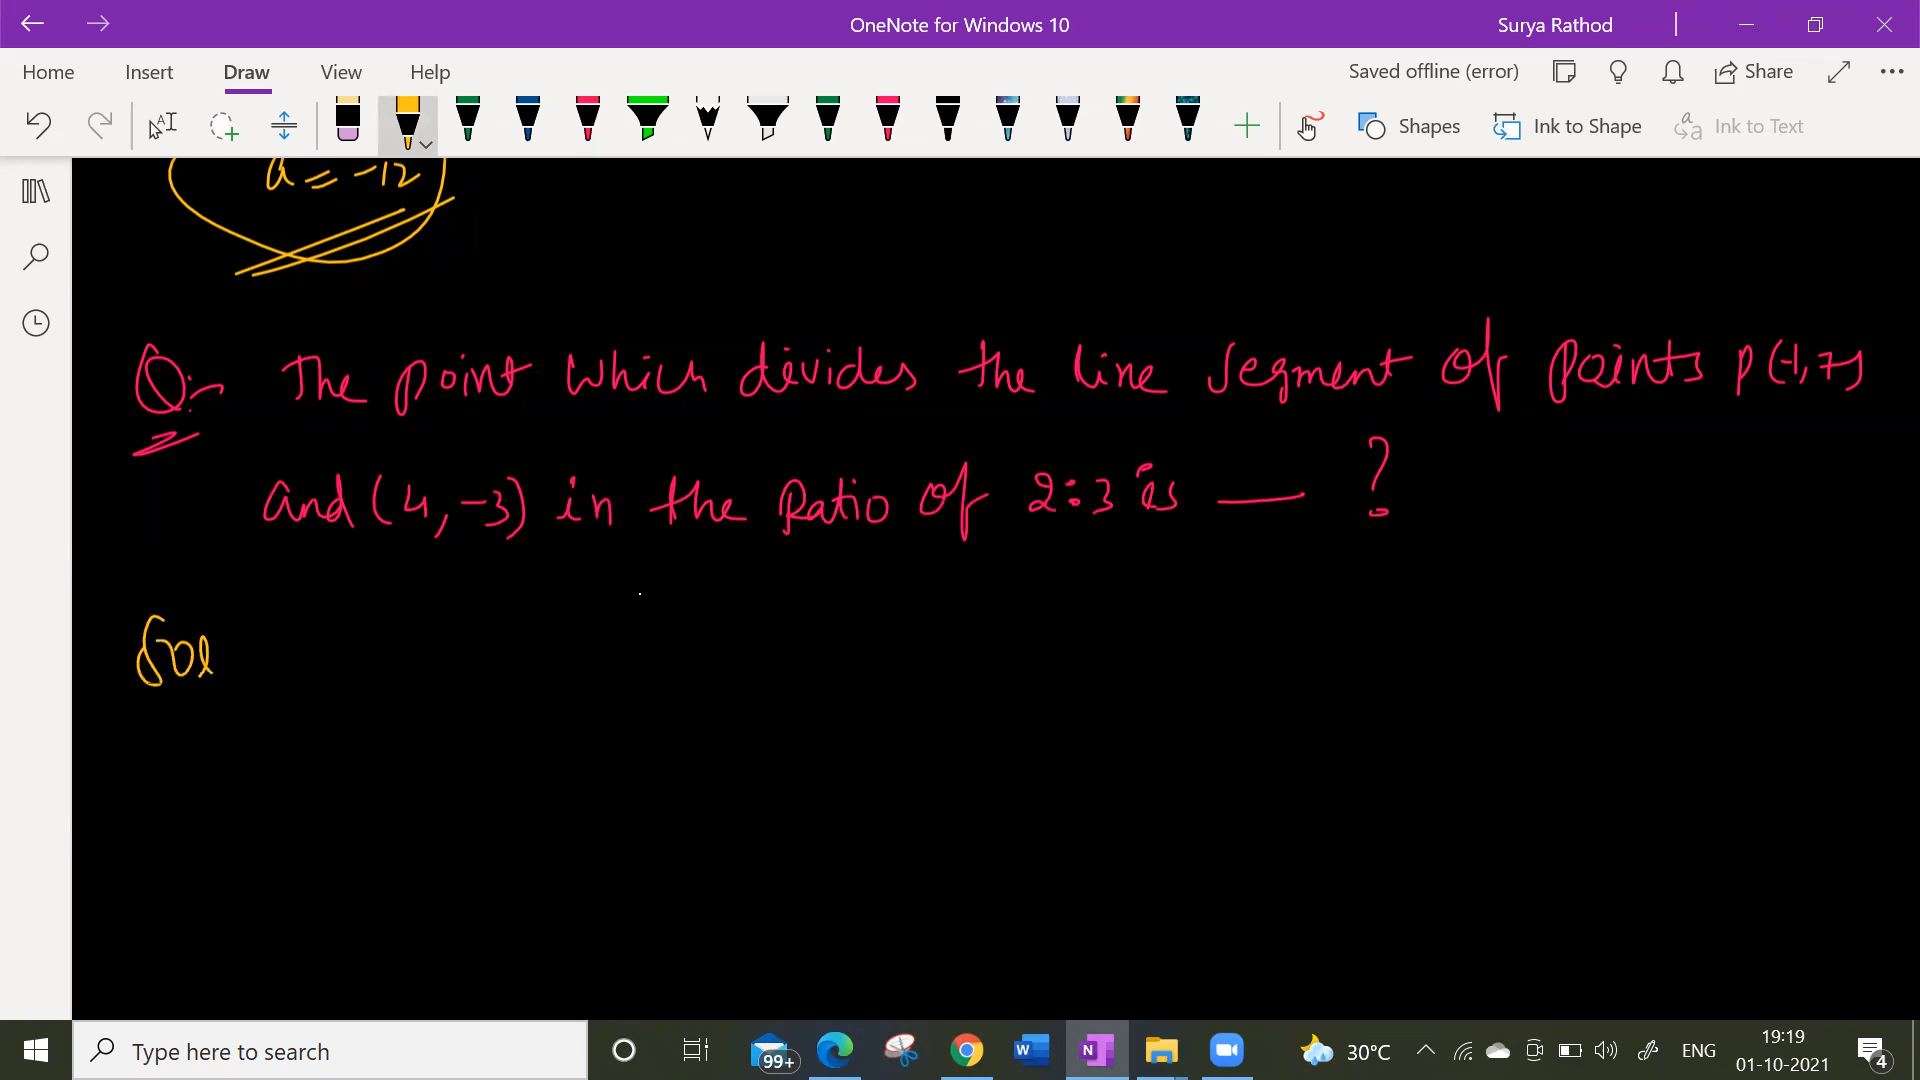 OneNote for Windows 10
Surya Rathod
Home Insert Draw View Help
Saved offline (error)
Share
Shapes
Ink to Shape
Ink to Text
a = -12
Q:- The point which divides the line segment of points P(-1,7)
and (4, -3) in the Ratio of 2:3 is — ?
Sol
Type here to search
99+
30°C
ENG
19:19
01-10-2021
4